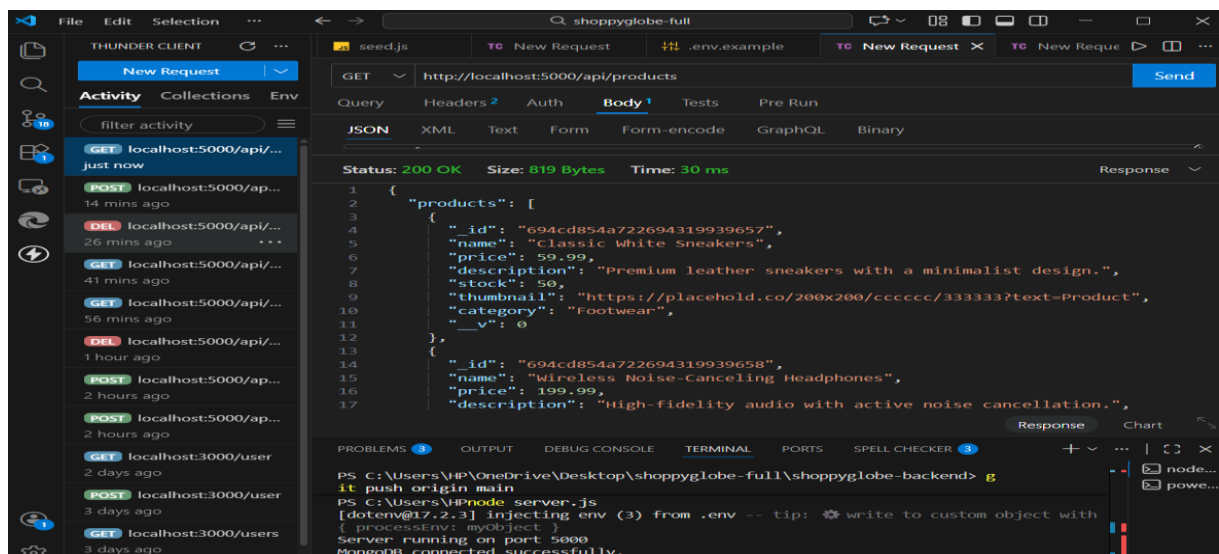 File Edit Selection ··· shoppyglobe-full
THUNDER CLIENT ···
JS seed.js TC New Request .env.example TC New Request TC New Reque ···
New Request
GET http://localhost:5000/api/products Send
Activity Collections Env
Query Headers 2 Auth Body 1 Tests Pre Run
filter activity
JSON XML Text Form Form-encode GraphQL Binary
18
1
GET localhost:5000/api/...
just now
Status: 200 OK Size: 819 Bytes Time: 30 ms Response
POST localhost:5000/ap...
14 mins ago
DEL localhost:5000/api/...
26 mins ago ···
GET localhost:5000/api/...
41 mins ago
GET localhost:5000/api/...
56 mins ago
DEL localhost:5000/api/...
1 hour ago
POST localhost:5000/ap...
2 hours ago
POST localhost:5000/ap...
2 hours ago
GET localhost:3000/user
2 days ago
POST localhost:3000/user
3 days ago
GET localhost:3000/users
3 days ago
1
1 {
2 "products": [
3 {
4 "_id": "694cd854a722694319939657",
5 "name": "Classic White Sneakers",
6 "price": 59.99,
7 "description": "Premium leather sneakers with a minimalist design.",
8 "stock": 50,
9 "thumbnail": "https://placehold.co/200x200/cccccc/333333?text=Product",
10 "category": "Footwear",
11 "__v": 0
12 },
13 {
14 "_id": "694cd854a722694319939658",
15 "name": "Wireless Noise-Canceling Headphones",
16 "price": 199.99,
17 "description": "High-fidelity audio with active noise cancellation.",
Response Chart
PROBLEMS 3 OUTPUT DEBUG CONSOLE TERMINAL PORTS SPELL CHECKER 3 ···
PS C:\Users\HP\OneDrive\Desktop\shoppyglobe-full\shoppyglobe-backend> g
it push origin main
PS C:\Users\HPnode server.js
[dotenv@17.2.3] injecting env (3) from .env -- tip: ⚙ write to custom object with
{ processEnv: myObject }
Server running on port 5000
MongoDB connected successfully.
node...
powe...